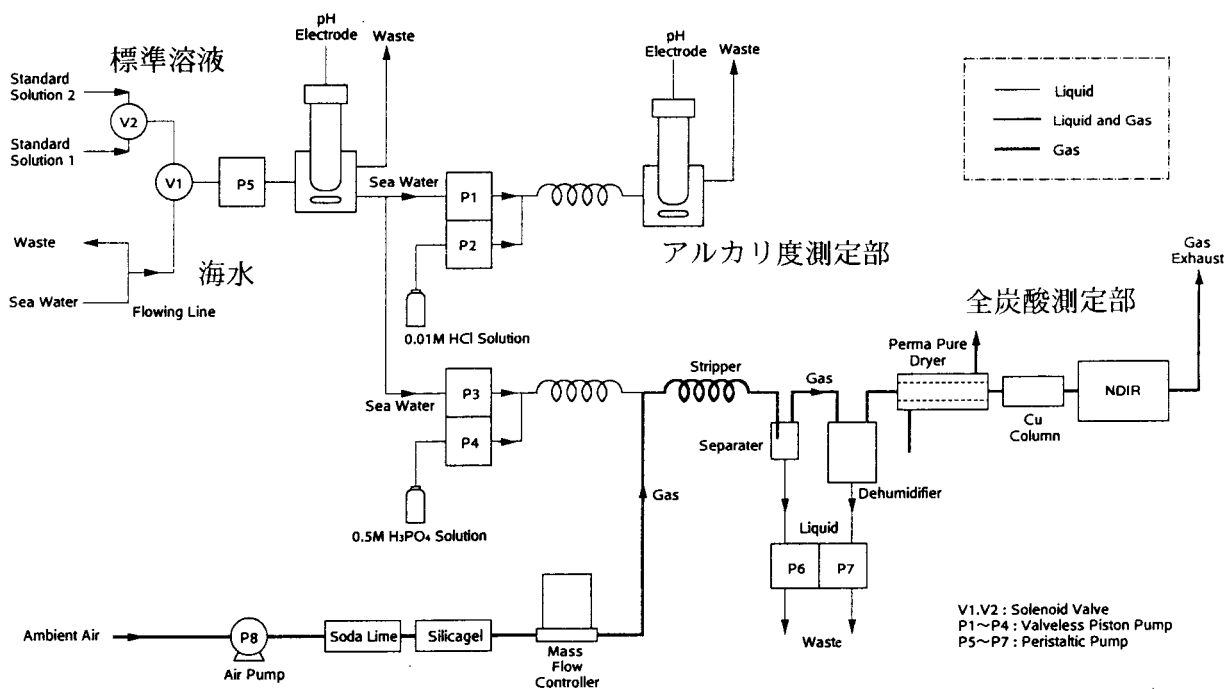 pH
Electrode
Waste
標準溶液
Standard
Solution 2
V2
Standard
Solution 1
V1
P5
Sea Water
P1
P2
0.01M HCl Solution
pH
Electrode
Waste
アルカリ度測定部
Liquid
Liquid and Gas
Gas
Waste
海水
Sea Water
Flowing Line
Gas
Exhaust
全炭酸測定部
Perma Pure
Dryer
Stripper
Gas
NDIR
Cu
Column
Sea Water
P3
P4
0.5M H₃PO₄ Solution
Separater
Dehumidifier
Gas
Liquid
P6
P7
Waste
Ambient Air
P8
Air Pump
Soda Lime
Silicagel
Mass
Flow
Controller
V1.V2 : Solenoid Valve
P1～P4 : Valveless Piston Pump
P5～P7 : Peristaltic Pump